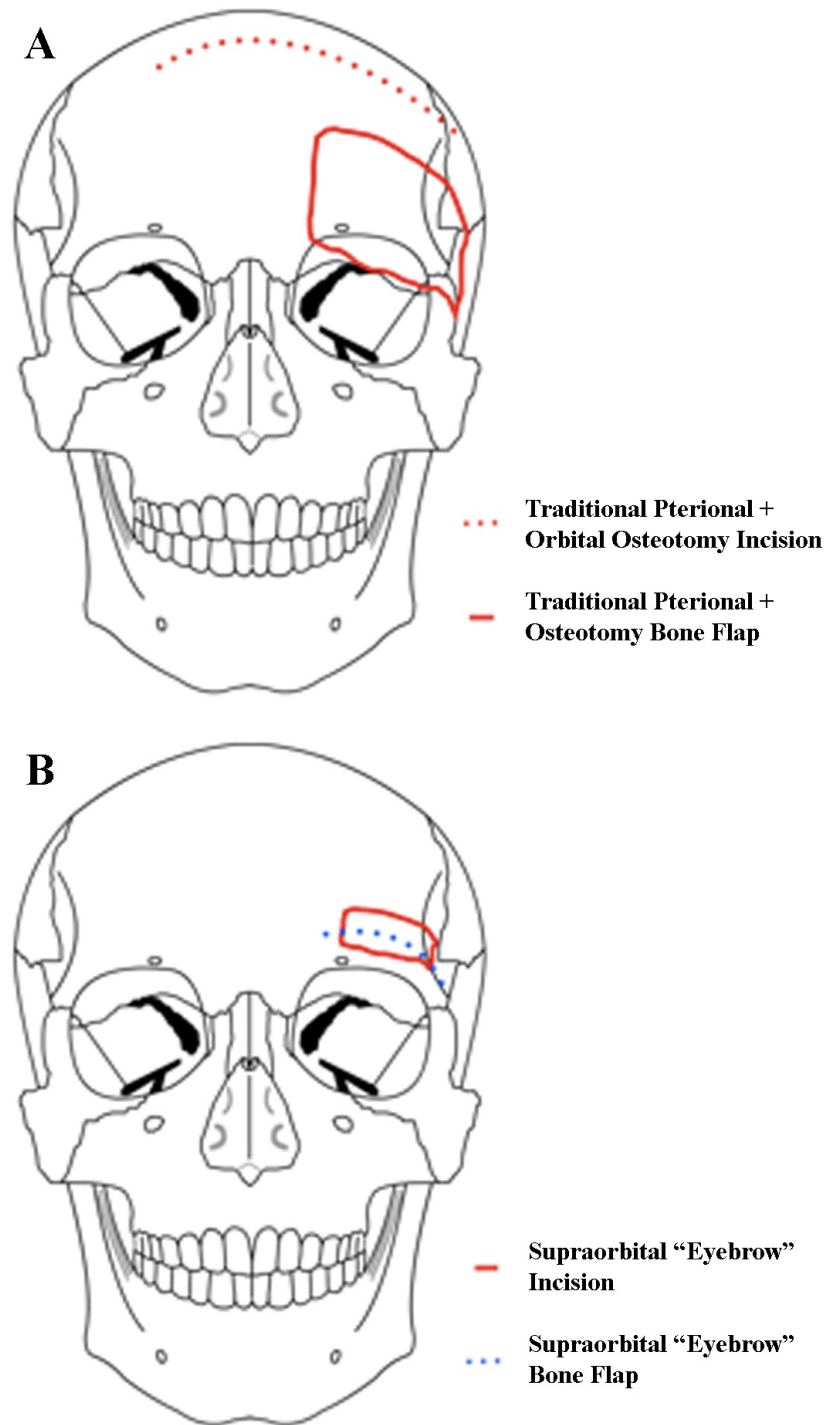 A
Traditional Pterional +
Orbital Osteotomy Incision
Traditional Pterional +
Osteotomy Bone Flap
B
Supraorbital “Eyebrow”
Incision
Supraorbital “Eyebrow”
Bone Flap